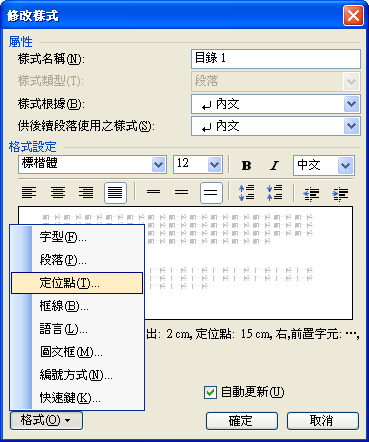 修改樣式
屬性
樣式名稱(N):
目錄 1
樣式類型(T):
段落
樣式根據(B):
↵ 內文
供後續段落使用之樣式(S):
↵ 內文
格式設定
標楷體
12
B
I
中文
字型(F)...
段落(P)...
定位點(T)...
框線(B)...
語言(L)...
圖文框(M)...
編號方式(N)...
快速鍵(K)...
出: 2 cm, 定位點: 15 cm, 右,前置字元: …,
自動更新(U)
格式(O)
確定
取消